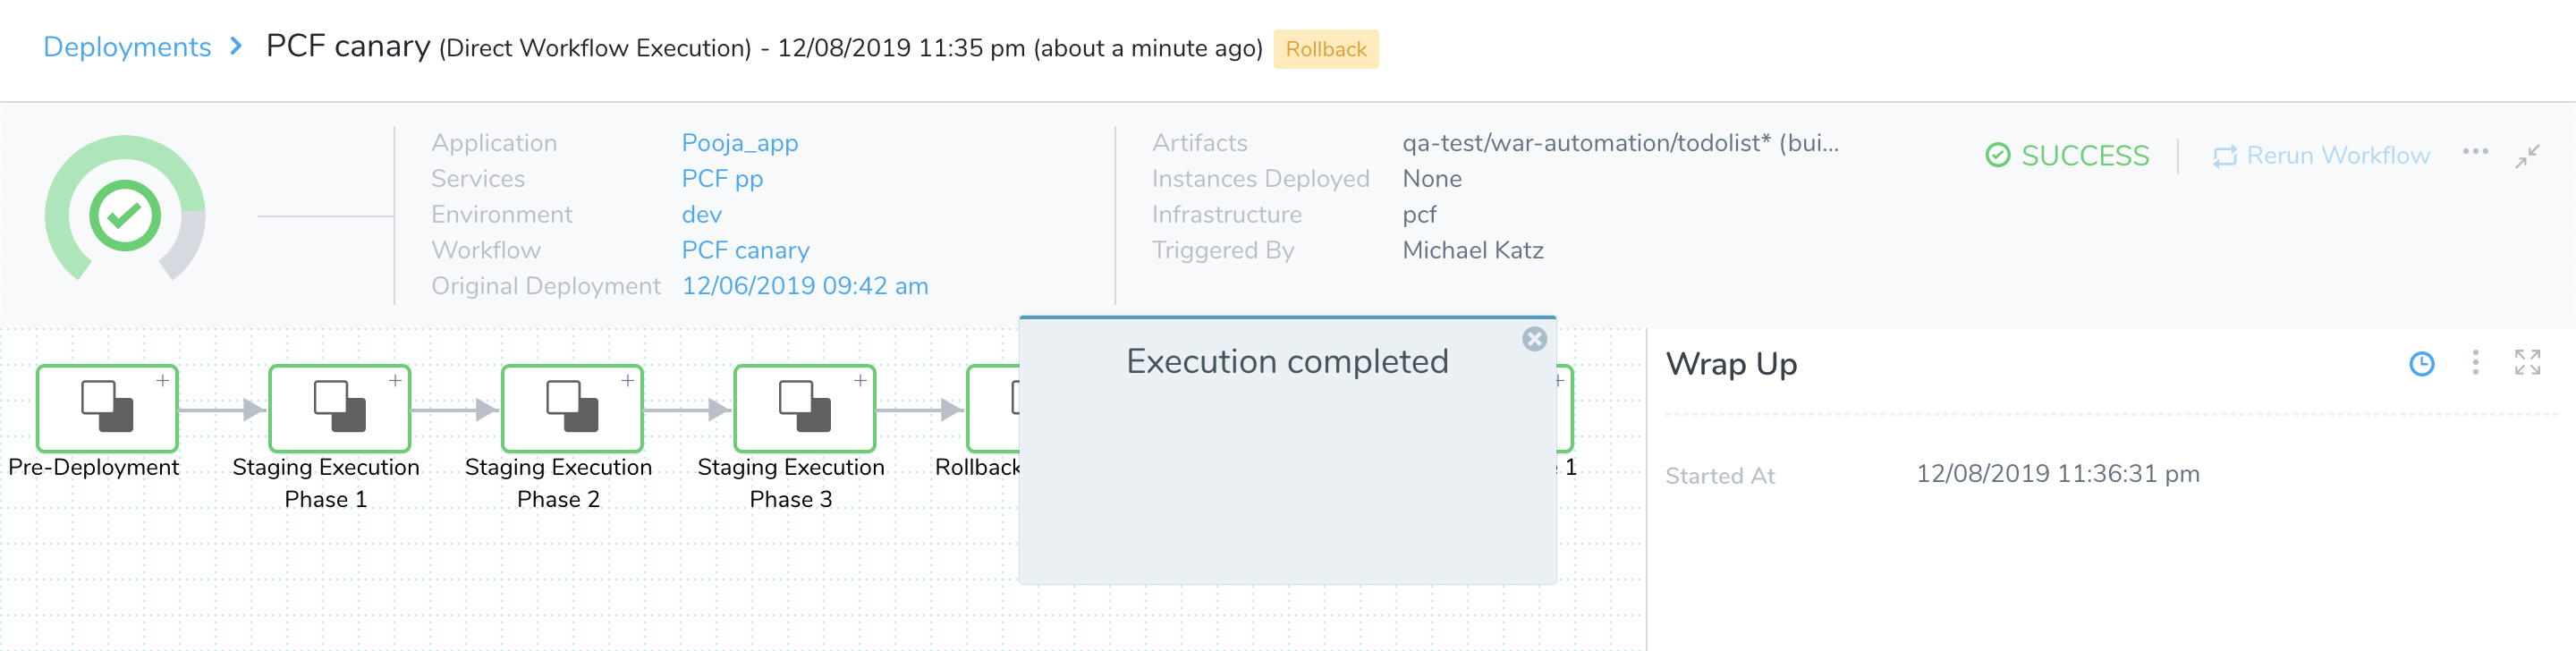 Deployments > PCF canary (Direct Workflow Execution) - 12/08/2019 11:35 pm (about a minute ago) Rollback
Application Pooja_app
Services PCF pp
Environment dev
Workflow PCF canary
Original Deployment 12/06/2019 09:42 am
Artifacts qa-test/war-automation/todolist* (bui...
Instances Deployed None
Infrastructure pcf
Triggered By Michael Katz
SUCCESS
Rerun Workflow
Pre-Deployment
Staging Execution
Phase 1
Staging Execution
Phase 2
Staging Execution
Phase 3
Rollback
1
Execution completed
Wrap Up
Started At 12/08/2019 11:36:31 pm